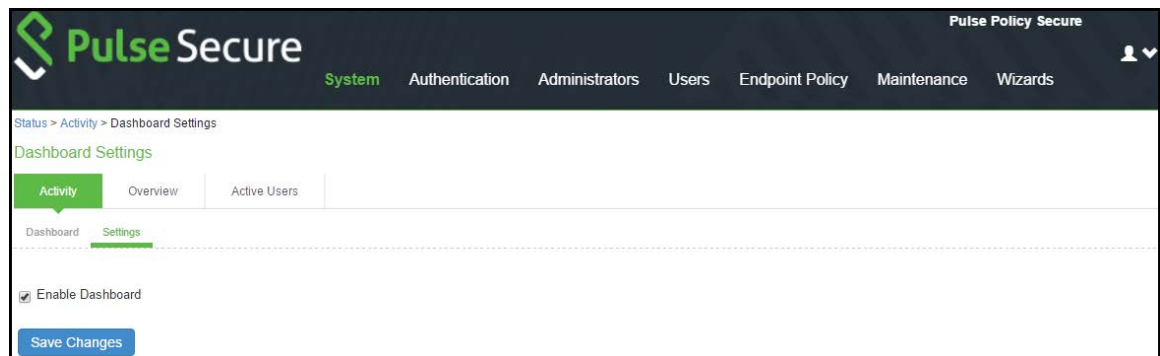 Pulse Policy Secure
Pulse Secure
System Authentication Administrators Users Endpoint Policy Maintenance Wizards
Status > Activity > Dashboard Settings
Dashboard Settings
Activity Overview Active Users
Dashboard Settings
Enable Dashboard
Save Changes